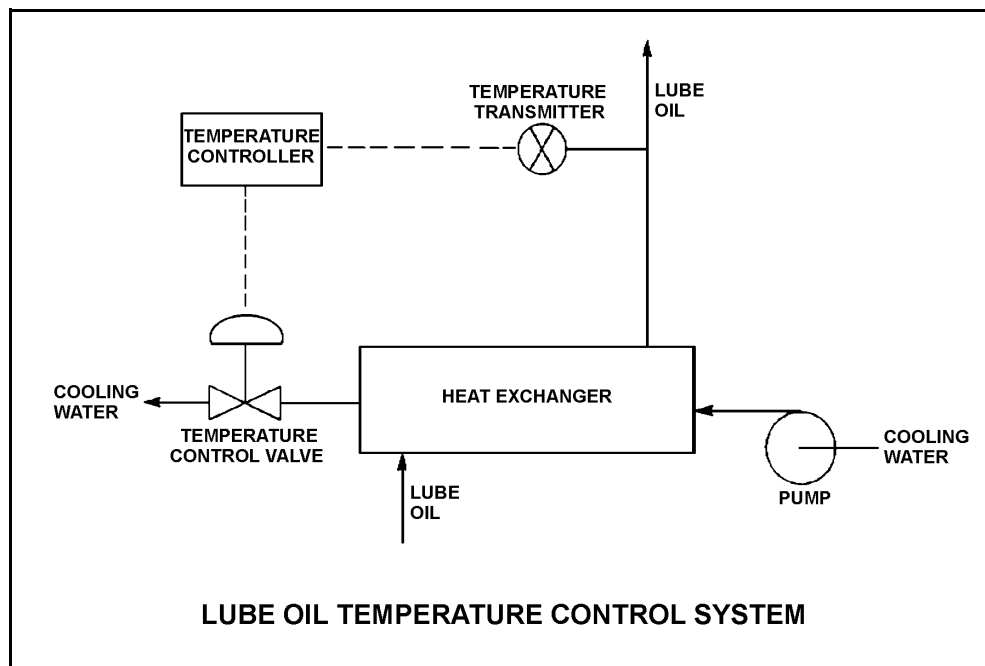 TEMPERATURE
TRANSMITTER
LUBE
OIL
TEMPERATURE
CONTROLLER
COOLING
WATER
TEMPERATURE
CONTROL VALVE
HEAT EXCHANGER
COOLING
WATER
PUMP
LUBE
OIL
LUBE OIL TEMPERATURE CONTROL SYSTEM